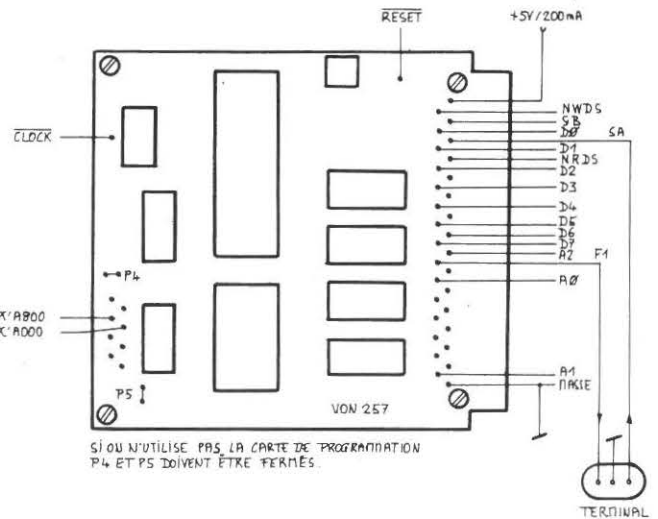 RESET
+5V/200mA
NWDS
SB
DØ SA
CLOCK
D1
NRDS
D2
D3
D4
D5
D6
D7
A2 F1
P4
AØ
X'A800
X'A000
A1
P5
MASSE
VON 257
SI ON N'UTILISE PAS LA CARTE DE PROGRAMMATION
P4 ET P5 DOIVENT ÊTRE FERMÉS.
TERMINAL